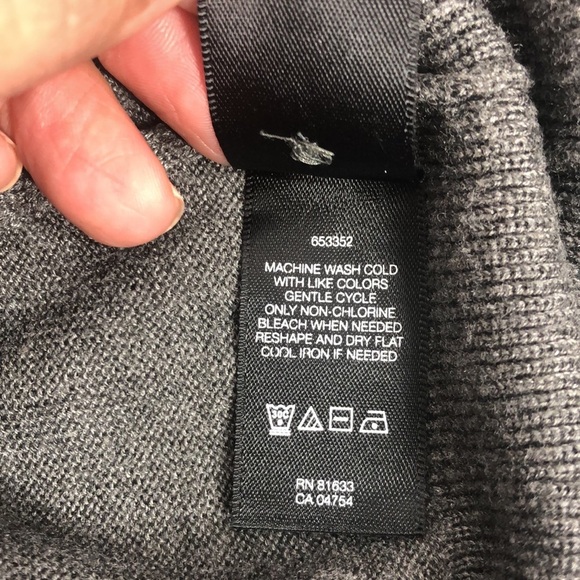 653352
MACHINE WASH COLD
WITH LIKE COLORS
GENTLE CYCLE
ONLY NON-CHLORINE
BLEACH WHEN NEEDED
RESHAPE AND DRY FLAT
COOL IRON IF NEEDED
30C
RN 81633
CA 04754